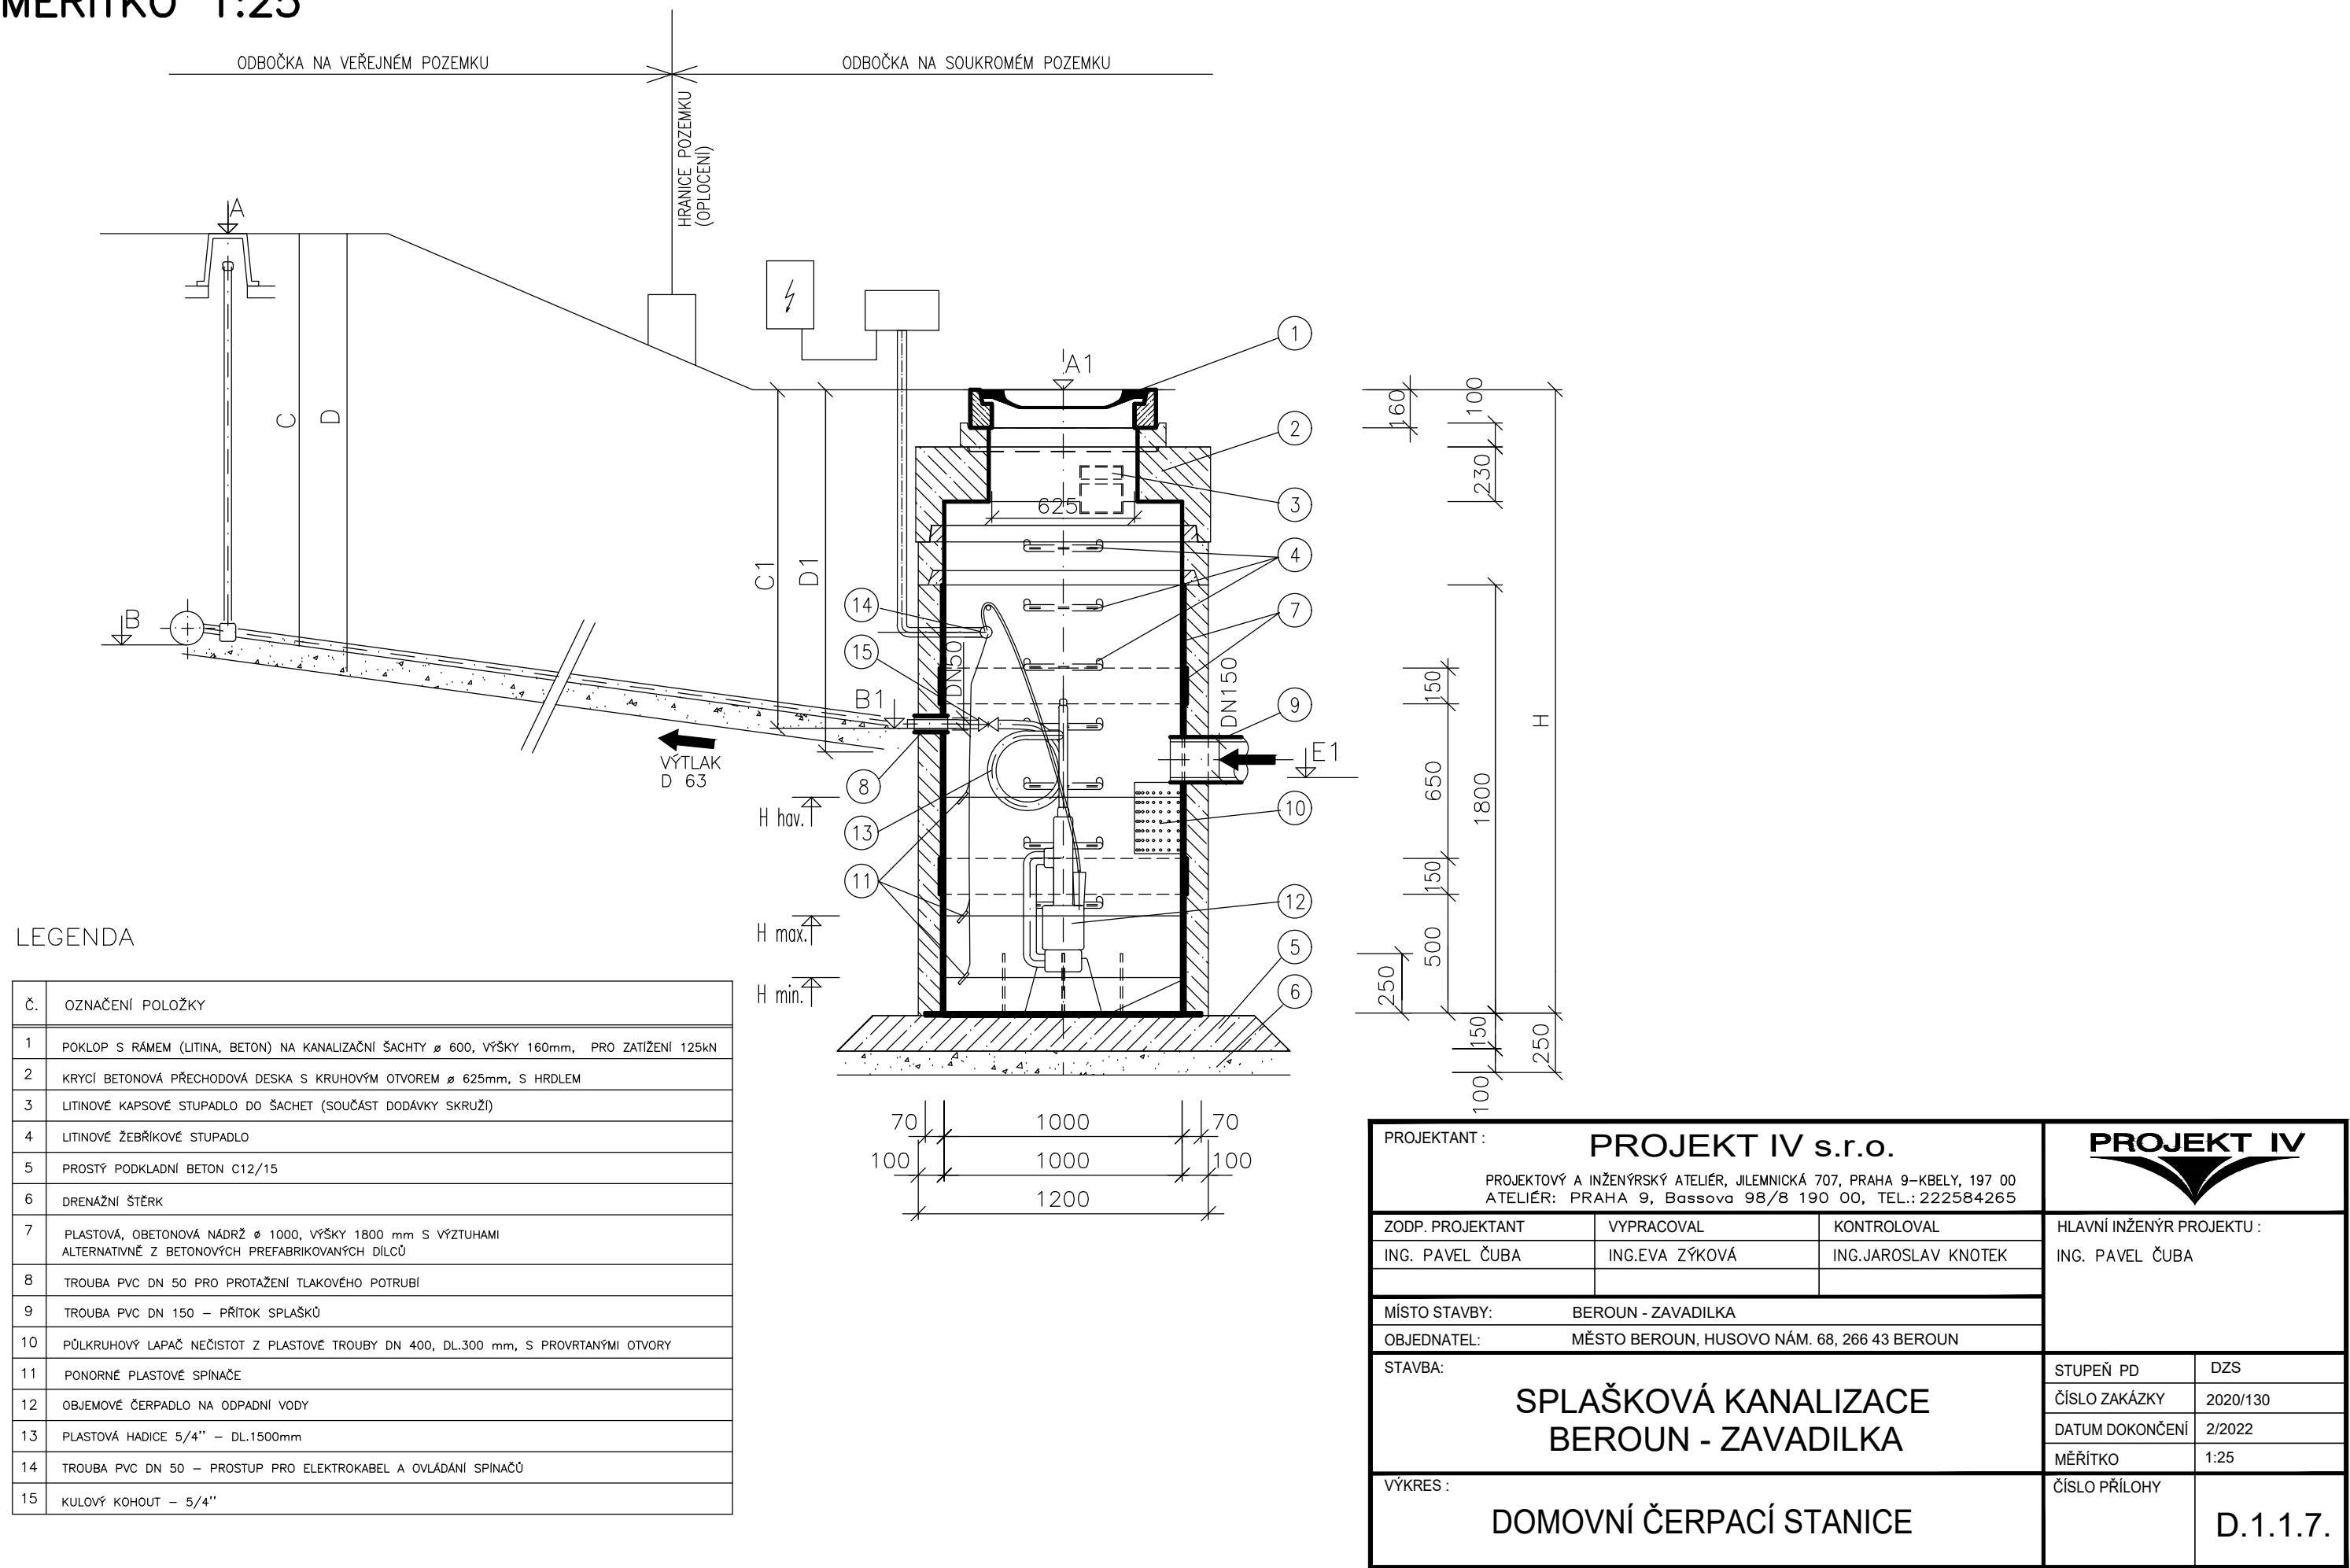 MĚŘÍTKO 1:25
ODBOČKA NA VEŘEJNÉM POZEMKU
ODBOČKA NA SOUKROMÉM POZEMKU
HRANICE POZEMKU
(OPLOCENÍ)
A
C
D
B
A1
C1
D1
B1
E1
VÝTLAK
D 63
H hav.
H max.
H min.
625
DN50
DN150
1
2
3
4
7
9
10
12
5
6
14
15
8
13
11
160
100
230
150
650
150
500
250
1800
150
100
H
250
70
1000
70
100
1000
100
1200
LEGENDA
Č. OZNAČENÍ POLOŽKY
1 POKLOP S RÁMEM (LITINA, BETON) NA KANALIZAČNÍ ŠACHTY ø 600, VÝŠKY 160mm, PRO ZATÍŽENÍ 125kN
2 KRYCÍ BETONOVÁ PŘECHODOVÁ DESKA S KRUHOVÝM OTVOREM ø 625mm, S HRDLEM
3 LITINOVÉ KAPSOVÉ STUPADLO DO ŠACHET (SOUČÁST DODÁVKY SKRUŽÍ)
4 LITINOVÉ ŽEBŘÍKOVÉ STUPADLO
5 PROSTÝ PODKLADNÍ BETON C12/15
6 DRENÁŽNÍ ŠTĚRK
7 PLASTOVÁ, OBETONOVÁ NÁDRŽ ø 1000, VÝŠKY 1800 mm S VÝZTUHAMI
ALTERNATIVNĚ Z BETONOVÝCH PREFABRIKOVANÝCH DÍLCŮ
8 TROUBA PVC DN 50 PRO PROTAŽENÍ TLAKOVÉHO POTRUBÍ
9 TROUBA PVC DN 150 – PŘÍTOK SPLAŠKŮ
10 PŮLKRUHOVÝ LAPAČ NEČISTOT Z PLASTOVÉ TROUBY DN 400, DL.300 mm, S PROVRTANÝMI OTVORY
11 PONORNÉ PLASTOVÉ SPÍNAČE
12 OBJEMOVÉ ČERPADLO NA ODPADNÍ VODY
13 PLASTOVÁ HADICE 5/4'' – DL.1500mm
14 TROUBA PVC DN 50 – PROSTUP PRO ELEKTROKABEL A OVLÁDÁNÍ SPÍNAČŮ
15 KULOVÝ KOHOUT – 5/4''
PROJEKTANT : PROJEKT IV s.r.o.
PROJEKTOVÝ A INŽENÝRSKÝ ATELIÉR, JILEMNICKÁ 707, PRAHA 9–KBELY, 197 00
ATELIÉR: PRAHA 9, Bassova 98/8 190 00, TEL.: 222584265
PROJEKT IV
ZODP. PROJEKTANT VYPRACOVAL KONTROLOVAL
ING. PAVEL ČUBA ING.EVA ZÝKOVÁ ING.JAROSLAV KNOTEK
HLAVNÍ INŽENÝR PROJEKTU :
ING. PAVEL ČUBA
MÍSTO STAVBY: BEROUN - ZAVADILKA
OBJEDNATEL: MĚSTO BEROUN, HUSOVO NÁM. 68, 266 43 BEROUN
STAVBA:
SPLAŠKOVÁ KANALIZACE
BEROUN - ZAVADILKA
STUPEŇ PD DZS
ČÍSLO ZAKÁZKY 2020/130
DATUM DOKONČENÍ 2/2022
MĚŘÍTKO 1:25
VÝKRES :
DOMOVNÍ ČERPACÍ STANICE
ČÍSLO PŘÍLOHY
D.1.1.7.